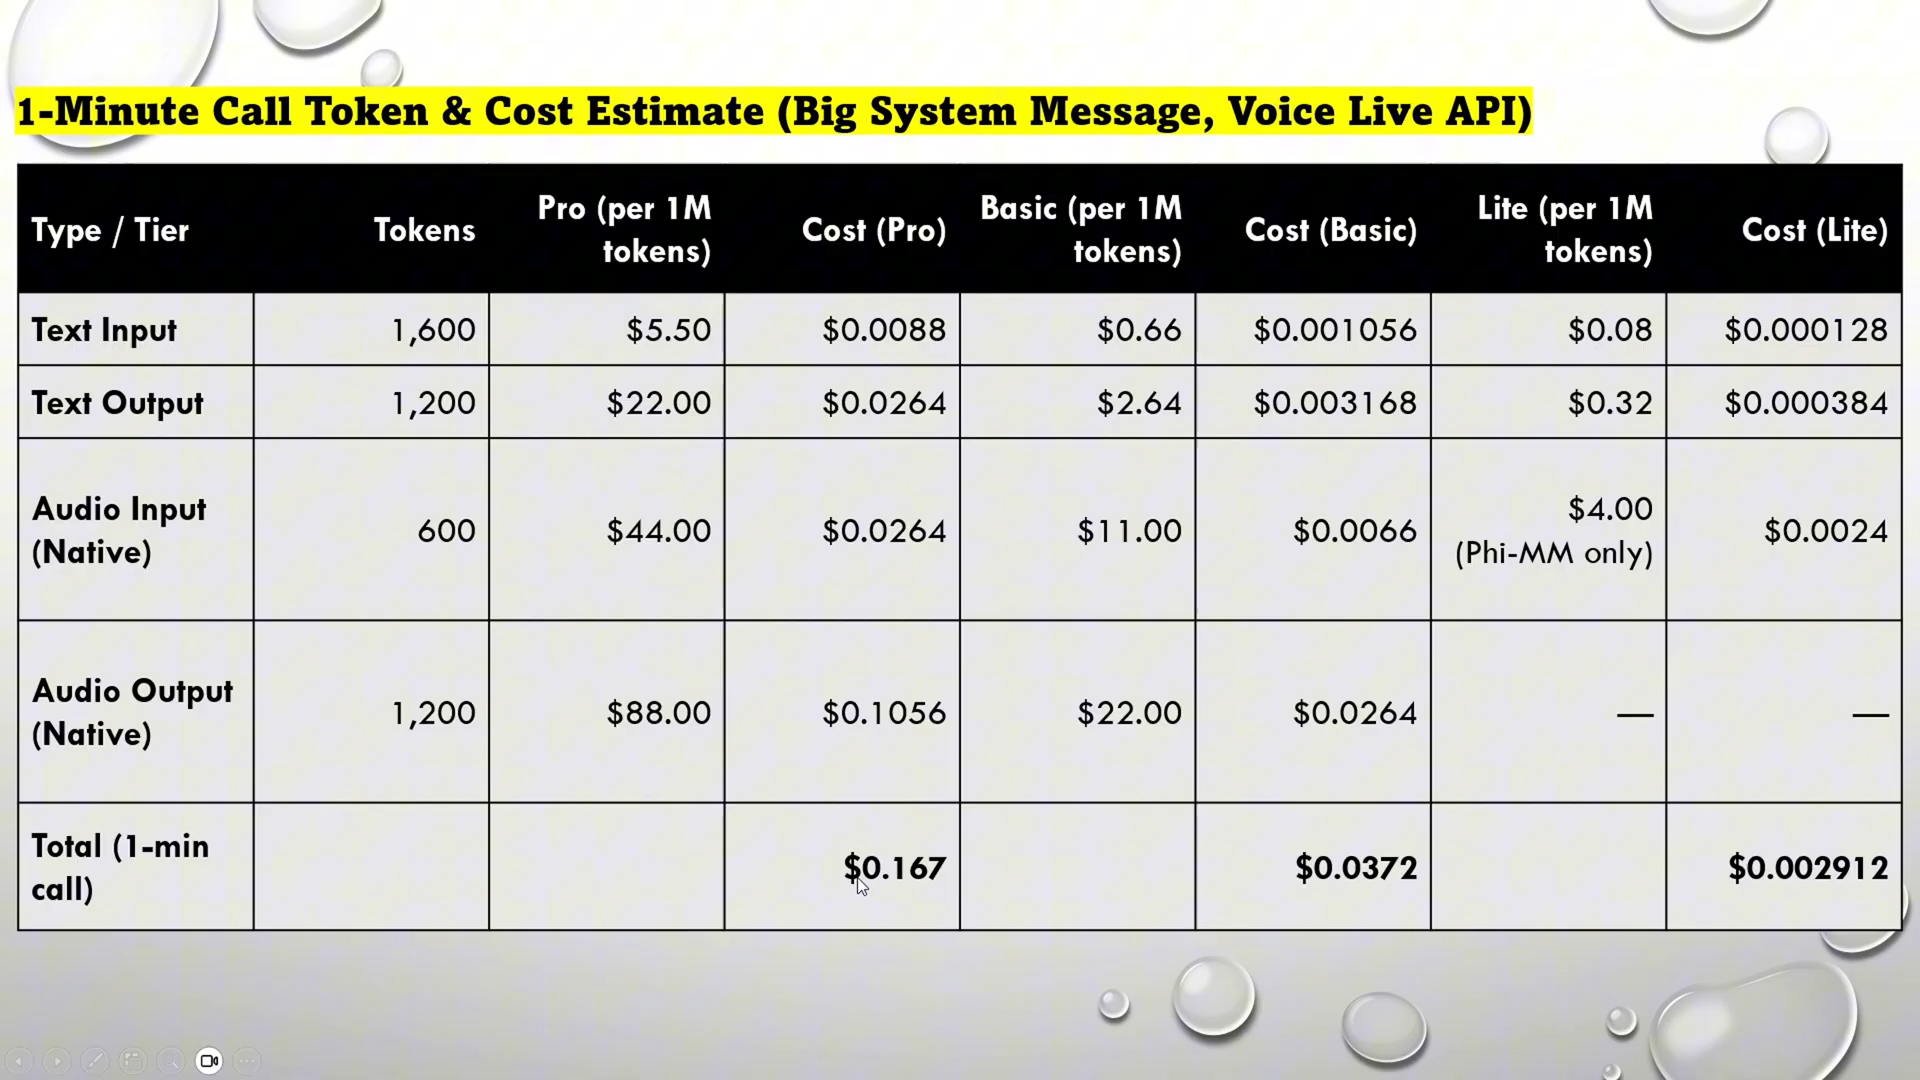 1-Minute Call Token & Cost Estimate (Big System Message, Voice Live API)
Type / Tier
Tokens
Pro (per 1M
tokens)
Cost (Pro)
Basic (per 1M
tokens)
Cost (Basic)
Lite (per 1M
tokens)
Cost (Lite)
Text Input
1,600
$5.50
$0.0088
$0.66
$0.001056
$0.08
$0.000128
Text Output
1,200
$22.00
$0.0264
$2.64
$0.003168
$0.32
$0.000384
Audio Input
(Native)
600
$44.00
$0.0264
$11.00
$0.0066
$4.00
(Phi-MM only)
$0.0024
Audio Output
(Native)
1,200
$88.00
$0.1056
$22.00
$0.0264
—
—
Total (1-min
call)
$0.167
$0.0372
$0.002912